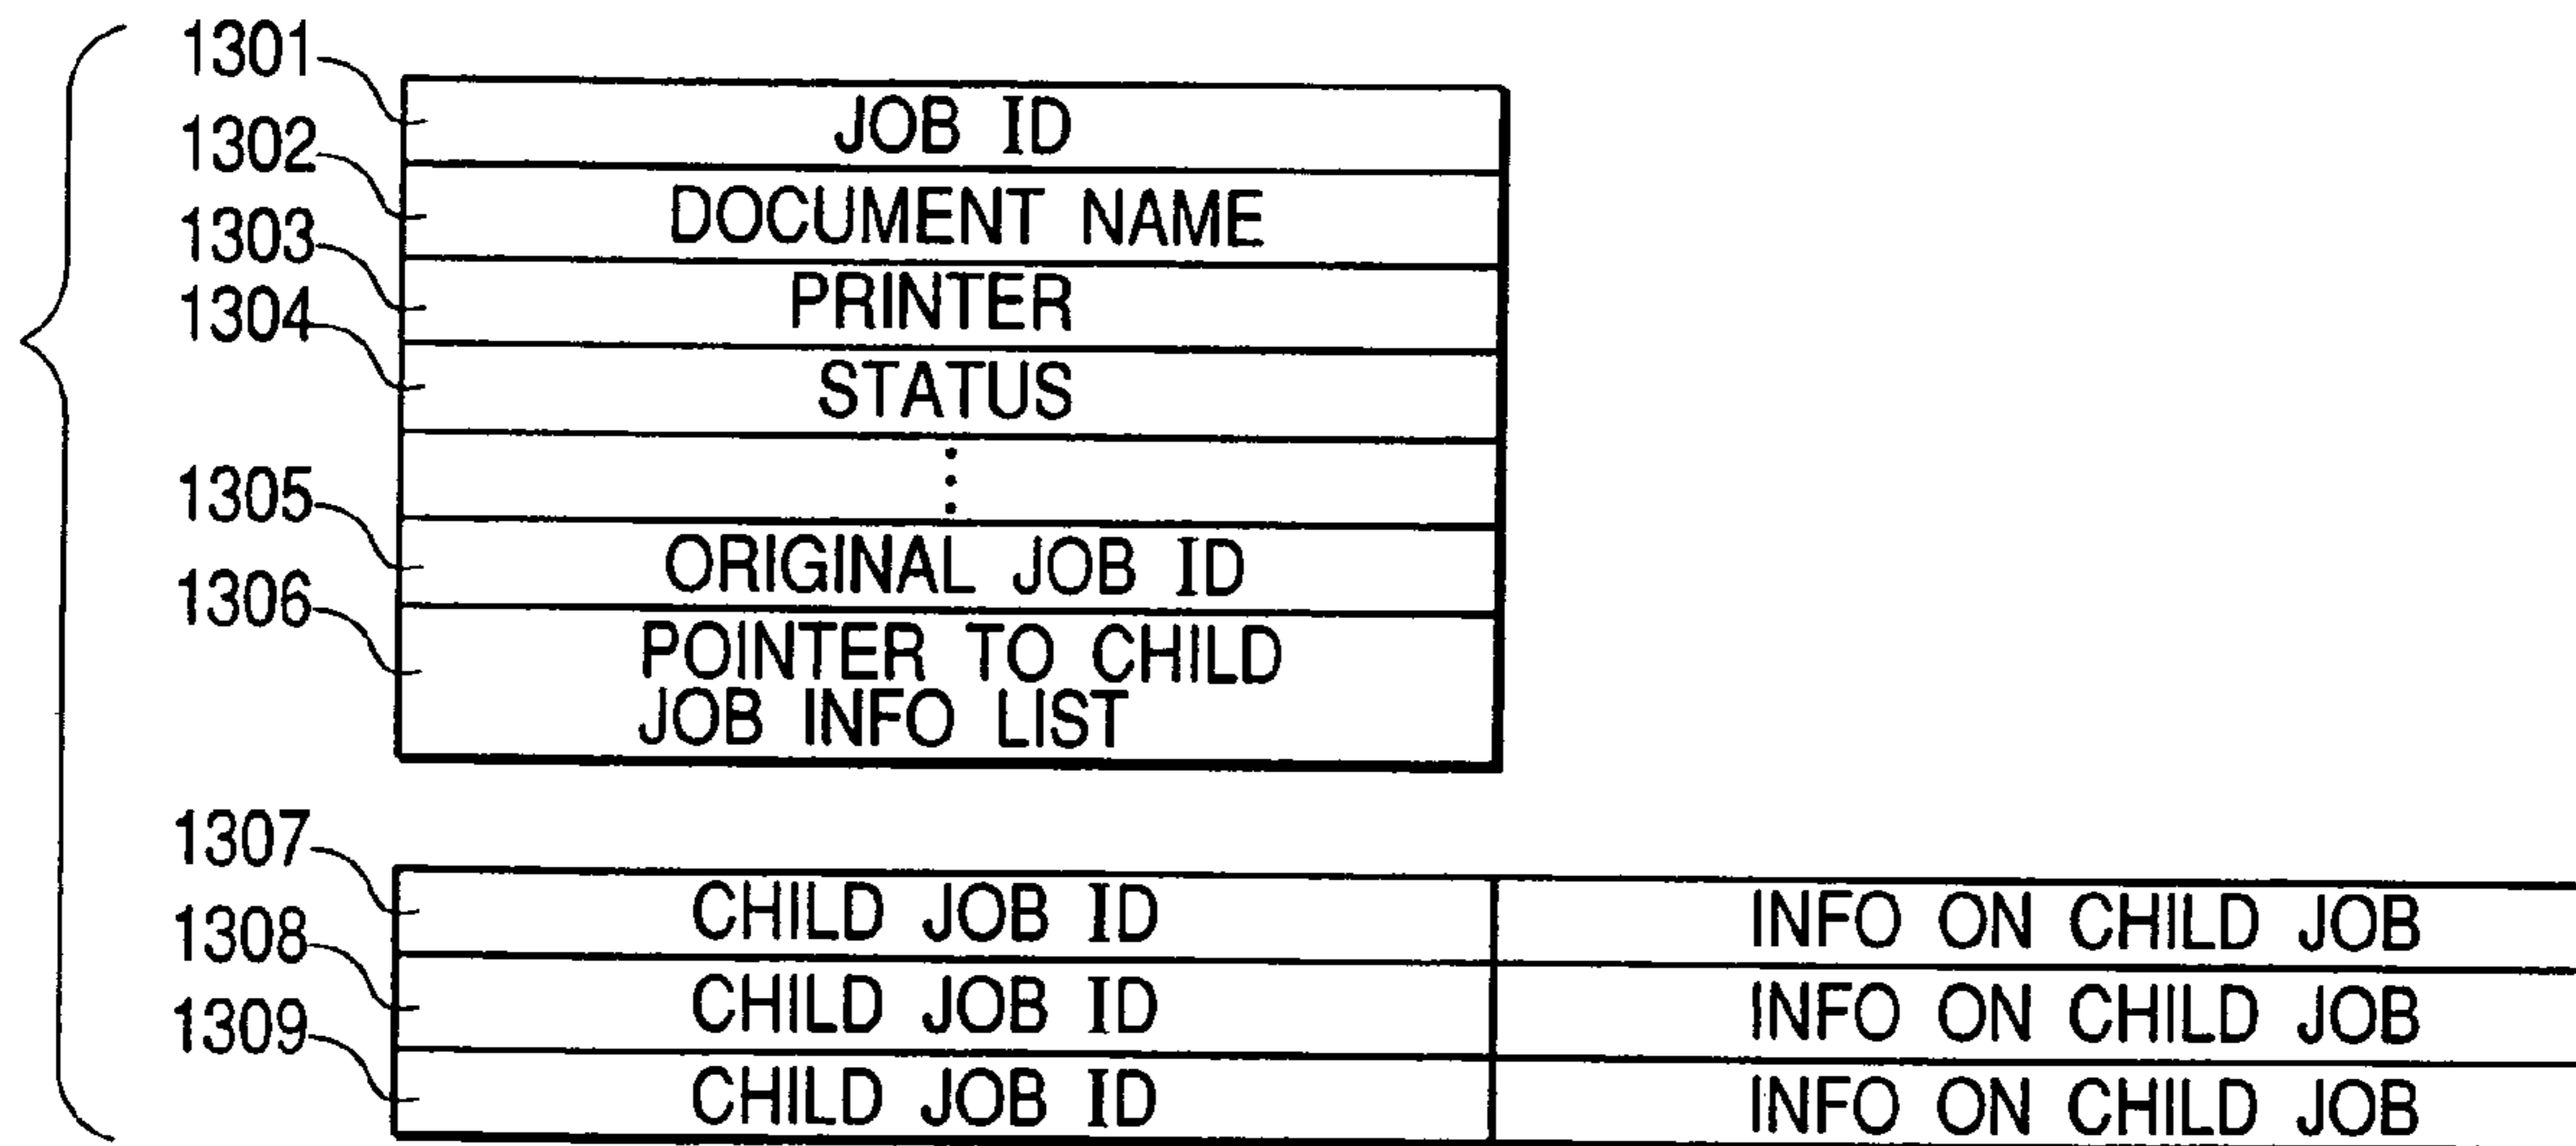 1301
JOB ID
1302
DOCUMENT NAME
1303
PRINTER
1304
STATUS
1305
ORIGINAL JOB ID
1306
POINTER TO CHILD
JOB INFO LIST
1307
CHILD JOB ID INFO ON CHILD JOB
1308
CHILD JOB ID INFO ON CHILD JOB
1309
CHILD JOB ID INFO ON CHILD JOB